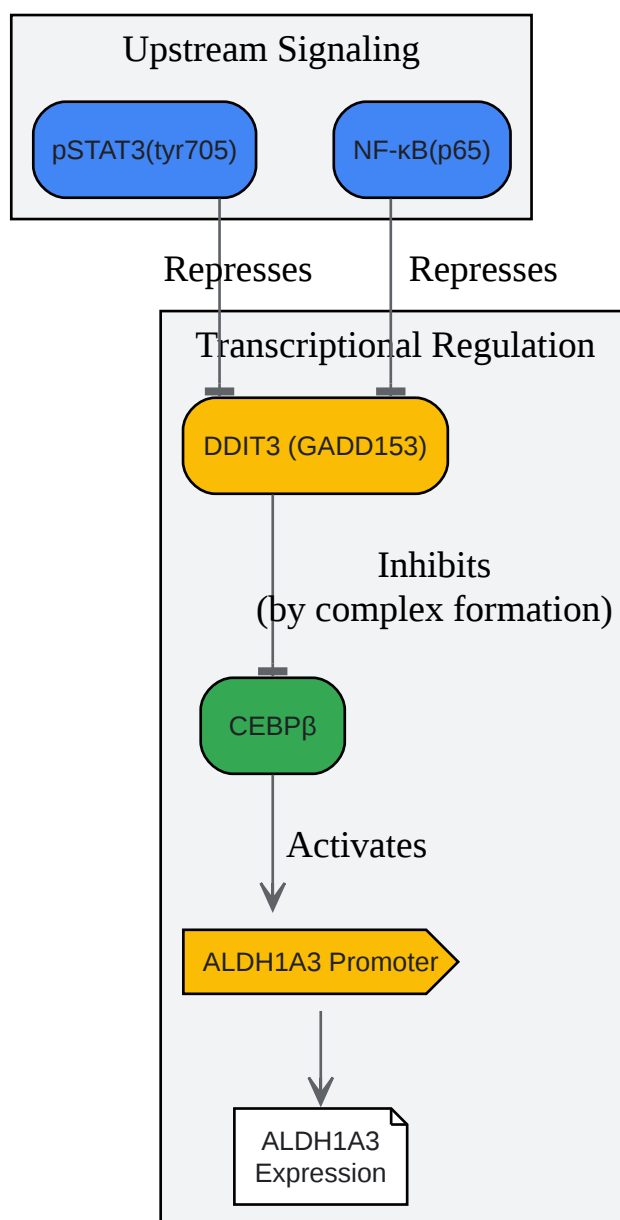 Upstream Signaling
pSTAT3(tyr705)
NF-κB(p65)
Represses
Represses
Transcriptional Regulation
DDIT3 (GADD153)
Inhibits
(by complex formation)
CEBPβ
Activates
ALDH1A3 Promoter
ALDH1A3
Expression